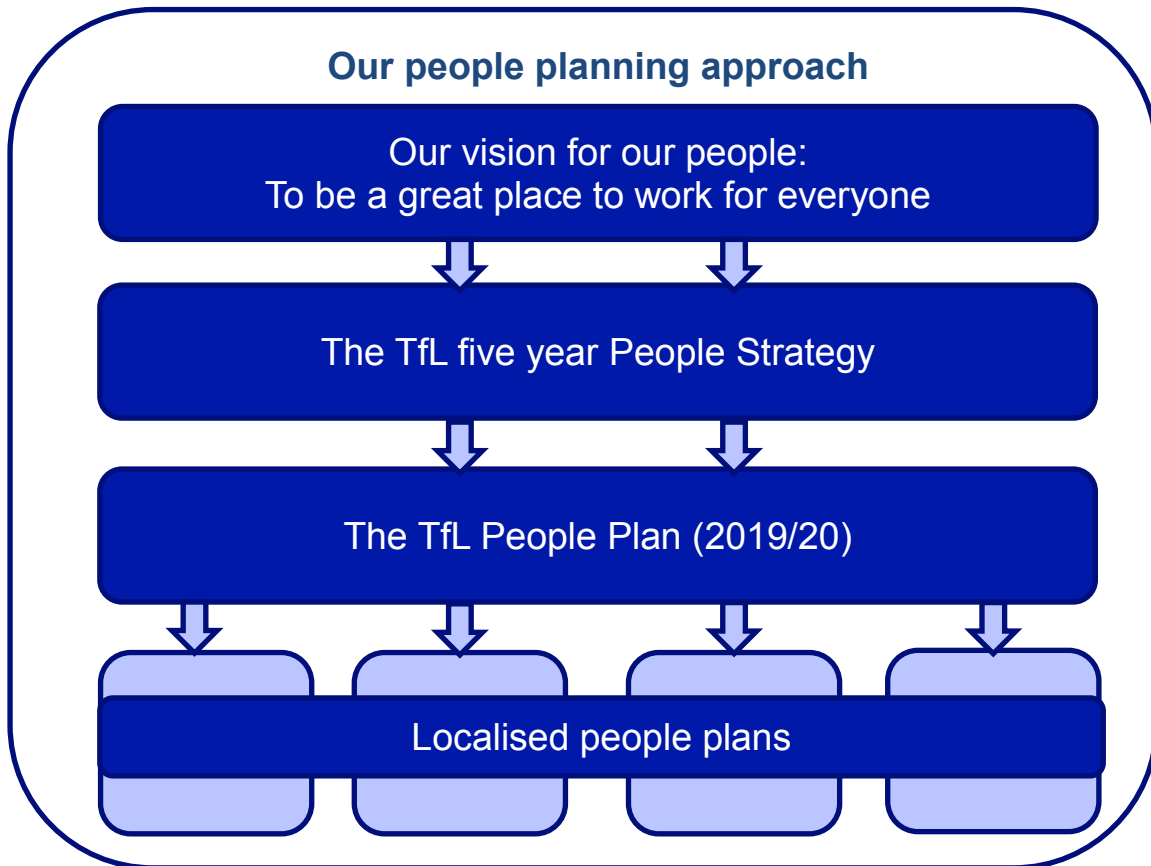 Our people planning approach
Our vision for our people:
To be a great place to work for everyone
The TfL five year People Strategy
The TfL People Plan (2019/20)
Localised people plans